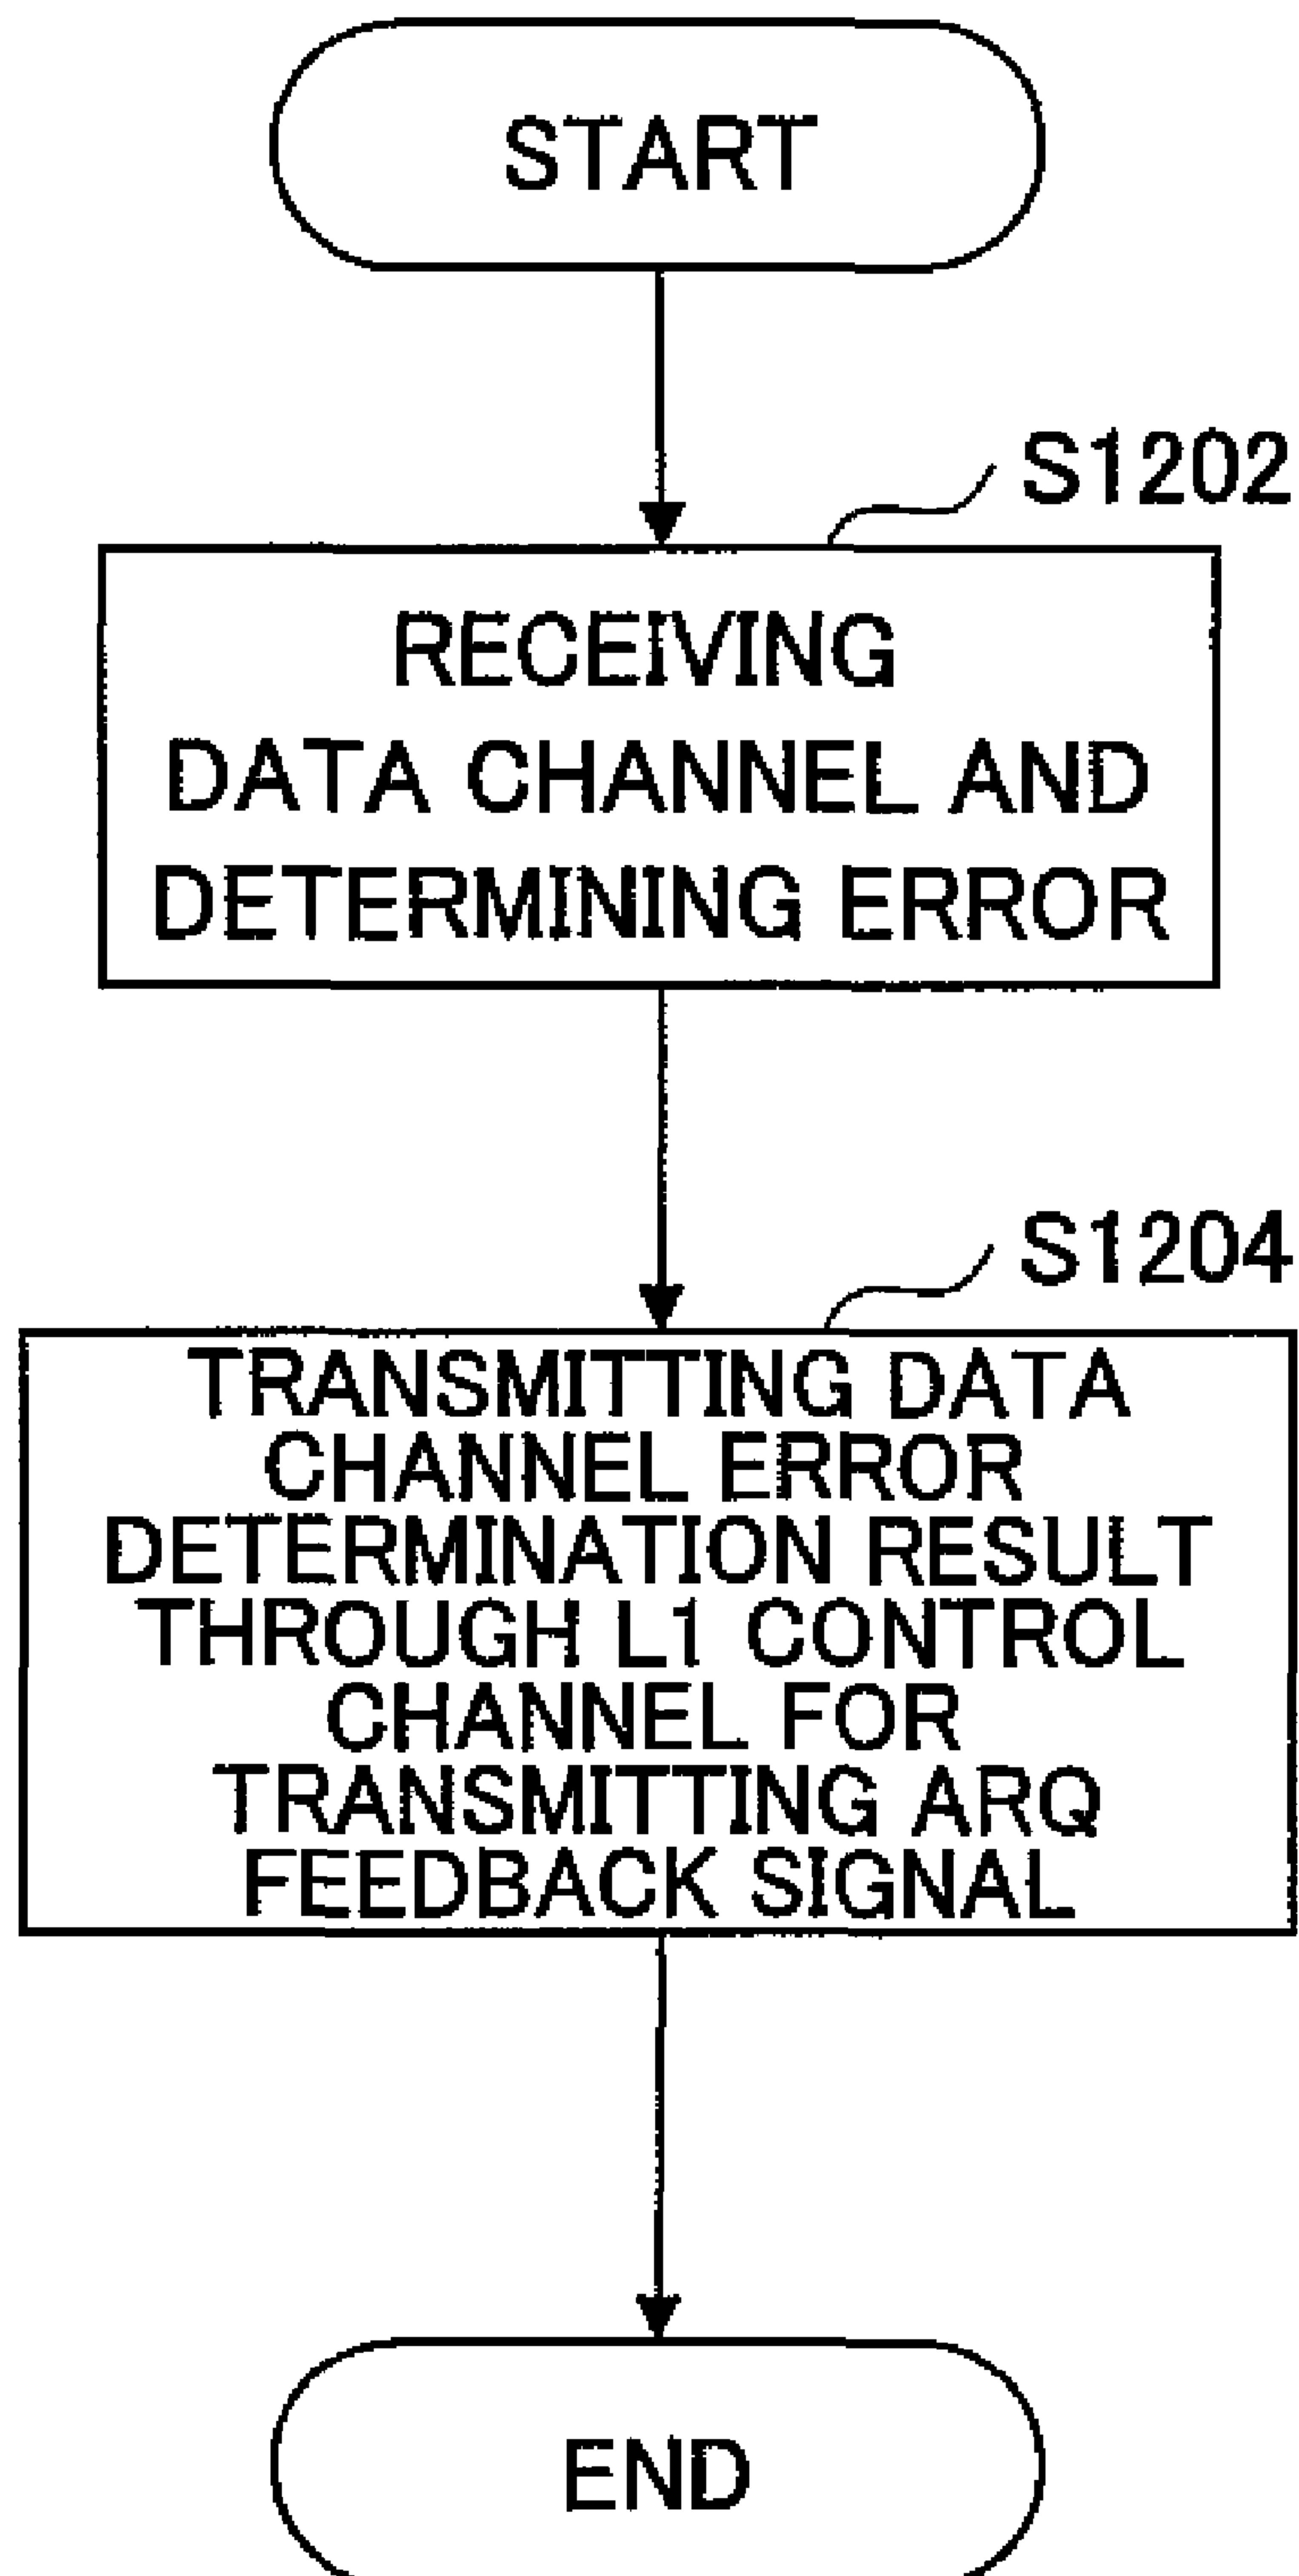 START
S1202
RECEIVING
DATA CHANNEL AND
DETERMINING ERROR
S1204
TRANSMITTING DATA
CHANNEL ERROR
DETERMINATION RESULT
THROUGH L1 CONTROL
CHANNEL FOR
TRANSMITTING ARQ
FEEDBACK SIGNAL
END